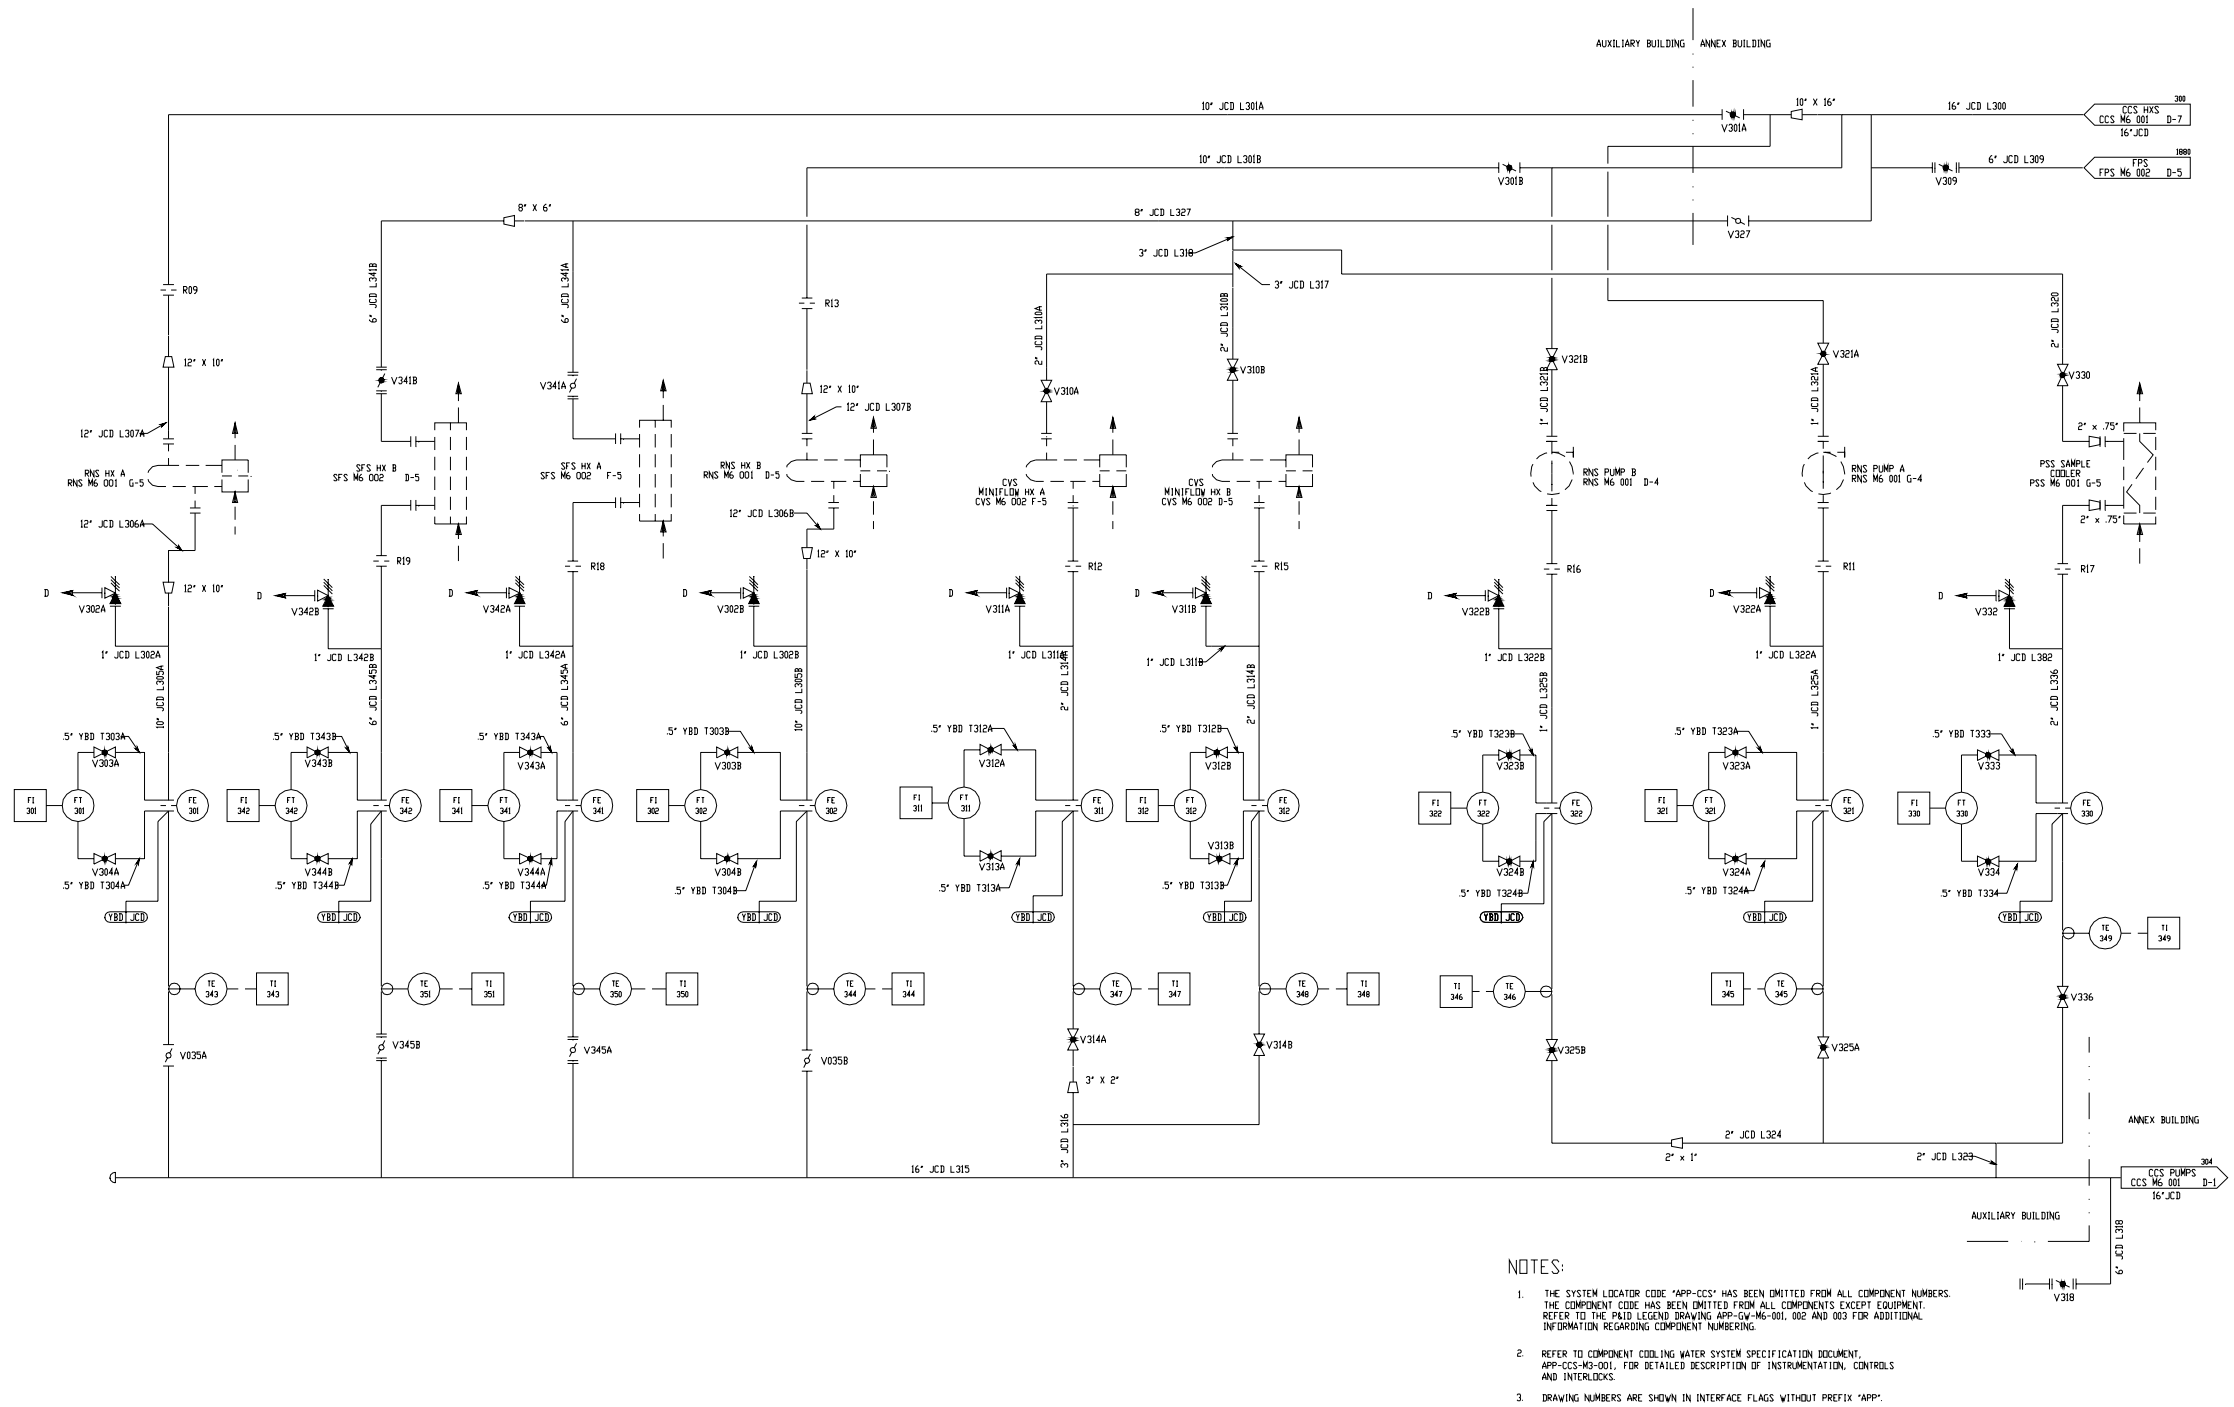 AUXILIARY BUILDING ANNEX BUILDING
10" JCD L301A
V301A
10" X 16"
16" JCD L300
300
CCS HXS
CCS M6 001 D-7
16"JCD
10" JCD L301B
V301B
V309
6" JCD L309
1880
FPS
FPS M6 002 D-5
8" X 6"
8" JCD L327
V327
3" JCD L318
3" JCD L317
R09
6" JCD L341B
6" JCD L341A
R13
2" JCD L310A
2" JCD L310B
2" JCD L320
12" X 10"
V341B
V341A
12" X 10"
V310A
V310B
V321B
V321A
V330
1" JCD L321B
1" JCD L321A
12" JCD L307A
12" JCD L307B
2" x .75"
RNS HX A
RNS M6 001 G-5
SFS HX B
SFS M6 002 D-5
SFS HX A
SFS M6 002 F-5
RNS HX B
RNS M6 001 D-5
CVS
MINIFLOW HX A
CVS M6 002 F-5
CVS
MINIFLOW HX B
CVS M6 002 D-5
RNS PUMP B
RNS M6 001 D-4
RNS PUMP A
RNS M6 001 G-4
PSS SAMPLE
COOLER
PSS M6 001 G-5
2" x .75"
12" JCD L306A
12" JCD L306B
12" X 10"
R19
R18
12" X 10"
R12
R15
R16
R11
R17
D
V302A
D
V342B
D
V342A
D
V302B
D
V311A
D
V311B
D
V322B
D
V322A
D
V332
1" JCD L302A
1" JCD L342B
1" JCD L342A
1" JCD L302B
1" JCD L311A
1" JCD L311B
1" JCD L322B
1" JCD L322A
1" JCD L382
10" JCD L305A
6" JCD L345B
6" JCD L345A
10" JCD L305B
2" JCD L314A
2" JCD L314B
1" JCD L325B
1" JCD L325A
2" JCD L336
.5" YBD T303A
.5" YBD T343B
.5" YBD T343A
.5" YBD T303B
.5" YBD T312A
.5" YBD T312B
.5" YBD T323B
.5" YBD T323A
.5" YBD T333
V303A
V343B
V343A
V303B
V312A
V312B
V323B
V323A
V333
FI 301
FT 301
FE 301
FI 342
FT 342
FE 342
FI 341
FT 341
FE 341
FI 302
FT 302
FE 302
FI 311
FT 311
FE 311
FI 312
FT 312
FE 312
FI 322
FT 322
FE 322
FI 321
FT 321
FE 321
FI 330
FT 330
FE 330
V304A
V344B
V344A
V304B
V313A
V313B
V324B
V324A
V334
.5" YBD T304A
.5" YBD T344B
.5" YBD T344A
.5" YBD T304B
.5" YBD T313A
.5" YBD T313B
.5" YBD T324B
.5" YBD T324A
.5" YBD T334
YBD JCD
YBD JCD
YBD JCD
YBD JCD
YBD JCD
YBD JCD
YBD JCD
YBD JCD
YBD JCD
TE 343
TI 343
TE 351
TI 351
TE 350
TI 350
TE 344
TI 344
TE 347
TI 347
TE 348
TI 348
TI 346
TE 346
TI 345
TE 345
TE 349
TI 349
V336
V035A
V345B
V345A
V035B
V314A
V314B
V325B
V325A
3" X 2"
3" JCD L316
ANNEX BUILDING
2" x 1"
2" JCD L324
2" JCD L323
16" JCD L315
304
CCS PUMPS
CCS M6 001 D-1
16"JCD
AUXILIARY BUILDING
6" JCD L318
V318
NOTES:
1. THE SYSTEM LOCATOR CODE "APP-CCS" HAS BEEN OMITTED FROM ALL COMPONENT NUMBERS.
THE COMPONENT CODE HAS BEEN OMITTED FROM ALL COMPONENTS EXCEPT EQUIPMENT.
REFER TO THE P&ID LEGEND DRAWING APP-GW-M6-001, 002 AND 003 FOR ADDITIONAL
INFORMATION REGARDING COMPONENT NUMBERING.
2. REFER TO COMPONENT COOLING WATER SYSTEM SPECIFICATION DOCUMENT,
APP-CCS-M3-001, FOR DETAILED DESCRIPTION OF INSTRUMENTATION, CONTROLS
AND INTERLOCKS.
3. DRAWING NUMBERS ARE SHOWN IN INTERFACE FLAGS WITHOUT PREFIX "APP".